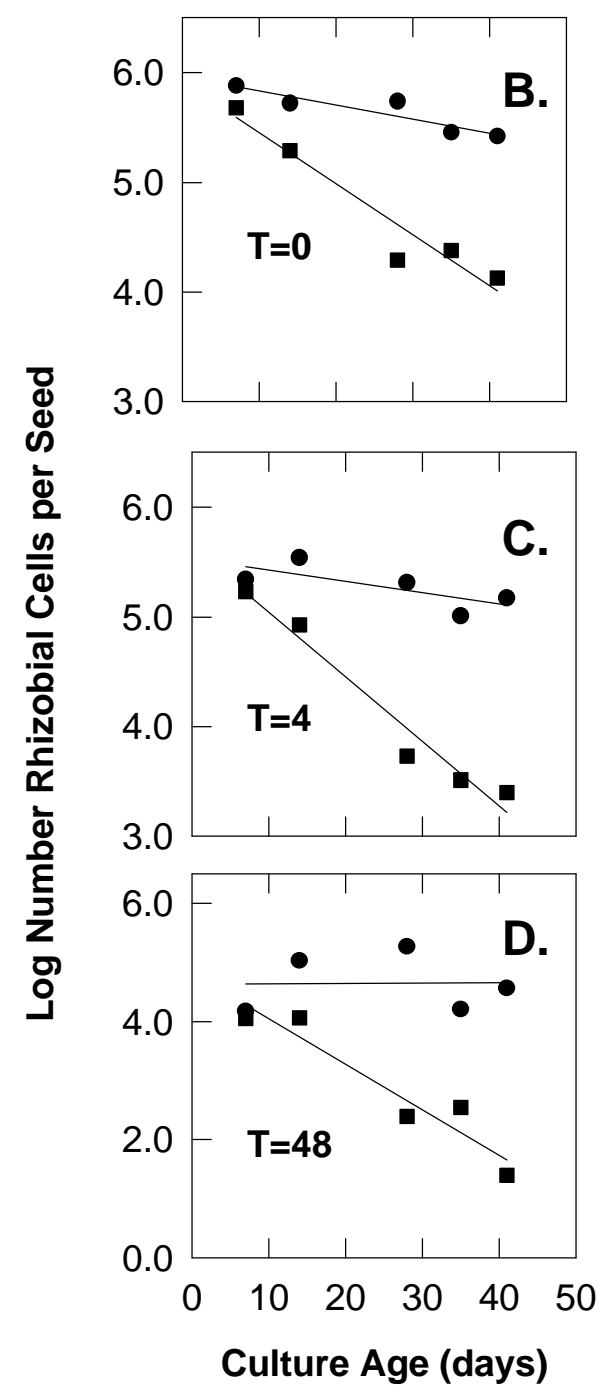 Log Number Rhizobial Cells per Seed
6.0
B.
5.0
T=0
4.0
3.0
6.0
C.
5.0
T=4
4.0
3.0
6.0
D.
4.0
T=48
2.0
0.0
0 10 20 30 40 50
Culture Age (days)